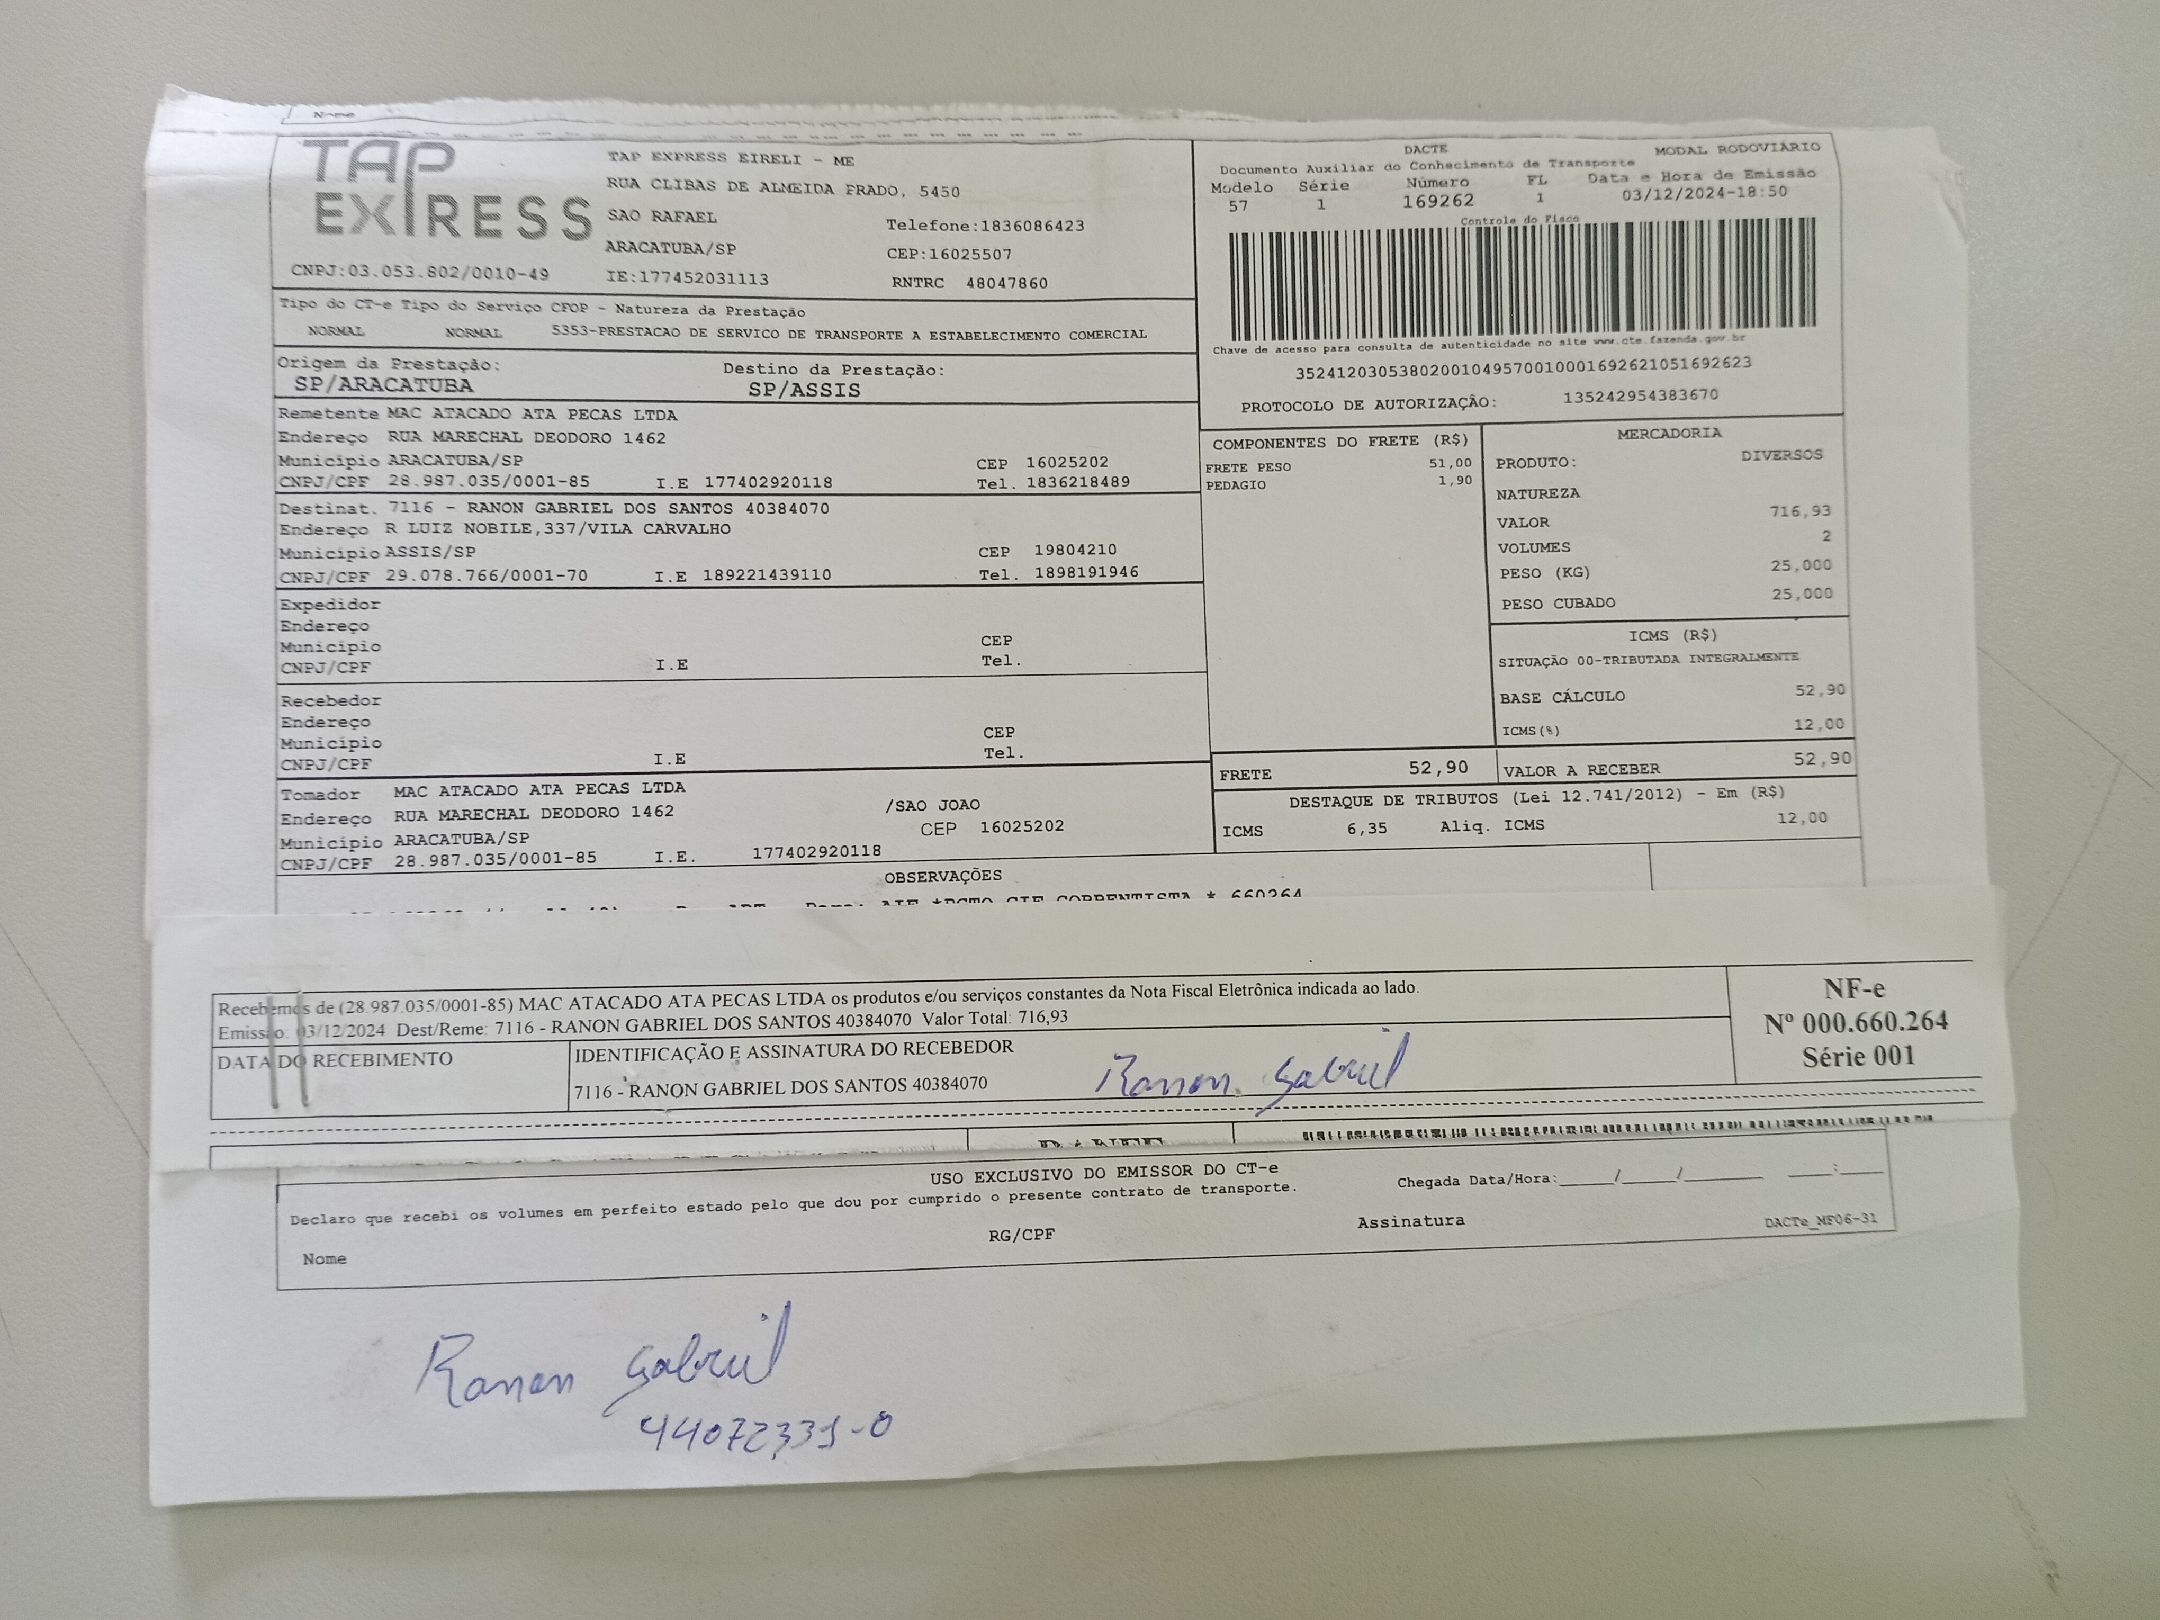 Nome
TAP EXPRESS
TAP EXPRESS EIRELI - ME
RUA CLIBAS DE ALMEIDA PRADO, 5450
SAO RAFAEL Telefone:1836086423
ARACATUBA/SP CEP:16025507
CNPJ:03.053.802/0010-49 IE:177452031113 RNTRC 48047860
DACTE MODAL RODOVIÁRIO
Documento Auxiliar do Conhecimento de Transporte
Modelo Série Número FL Data e Hora de Emissão
57 1 169262 1 03/12/2024-18:50
Controle do Fisco
Chave de acesso para consulta de autenticidade no site www.cte.fazenda.gov.br
35241203053802001049570010001692621051692623
PROTOCOLO DE AUTORIZAÇÃO: 135242954383670
Tipo do CT-e Tipo do Serviço CFOP - Natureza da Prestação
NORMAL NORMAL 5353-PRESTACAO DE SERVICO DE TRANSPORTE A ESTABELECIMENTO COMERCIAL
Origem da Prestação: Destino da Prestação:
SP/ARACATUBA SP/ASSIS
Remetente MAC ATACADO ATA PECAS LTDA
Endereço RUA MARECHAL DEODORO 1462
Município ARACATUBA/SP CEP 16025202
CNPJ/CPF 28.987.035/0001-85 I.E 177402920118 Tel. 1836218489
Destinat. 7116 - RANON GABRIEL DOS SANTOS 40384070
Endereço R LUIZ NOBILE,337/VILA CARVALHO
Município ASSIS/SP CEP 19804210
CNPJ/CPF 29.078.766/0001-70 I.E 189221439110 Tel. 1898191946
Expedidor
Endereço
Município CEP
CNPJ/CPF I.E Tel.
Recebedor
Endereço
Município CEP
CNPJ/CPF I.E Tel.
Tomador MAC ATACADO ATA PECAS LTDA
Endereço RUA MARECHAL DEODORO 1462 /SAO JOAO
Município ARACATUBA/SP CEP 16025202
CNPJ/CPF 28.987.035/0001-85 I.E. 177402920118
COMPONENTES DO FRETE (R$)
FRETE PESO 51,00
PEDAGIO 1,90
MERCADORIA
PRODUTO: DIVERSOS
NATUREZA
VALOR 716,93
VOLUMES 2
PESO (KG) 25,000
PESO CUBADO 25,000
ICMS (R$)
SITUAÇÃO 00-TRIBUTADA INTEGRALMENTE
BASE CÁLCULO 52,90
ICMS(%) 12,00
FRETE 52,90 VALOR A RECEBER 52,90
DESTAQUE DE TRIBUTOS (Lei 12.741/2012) - Em (R$)
ICMS 6,35 Aliq. ICMS 12,00
OBSERVAÇÕES
CIF CORRENTISTA * 660264
Recebemos de (28.987.035/0001-85) MAC ATACADO ATA PECAS LTDA os produtos e/ou serviços constantes da Nota Fiscal Eletrônica indicada ao lado.
Emissão: 03/12/2024 Dest/Reme: 7116 - RANON GABRIEL DOS SANTOS 40384070 Valor Total: 716,93
DATA DO RECEBIMENTO IDENTIFICAÇÃO E ASSINATURA DO RECEBEDOR
7116 - RANON GABRIEL DOS SANTOS 40384070 Ranon Gabriel
NF-e
Nº 000.660.264
Série 001
USO EXCLUSIVO DO EMISSOR DO CT-e
Declaro que recebi os volumes em perfeito estado pelo que dou por cumprido o presente contrato de transporte.
Chegada Data/Hora:_____/_____/_______ ____:____
Nome RG/CPF Assinatura DACTe_MF06-31
Ranon Gabriel
44072331-0